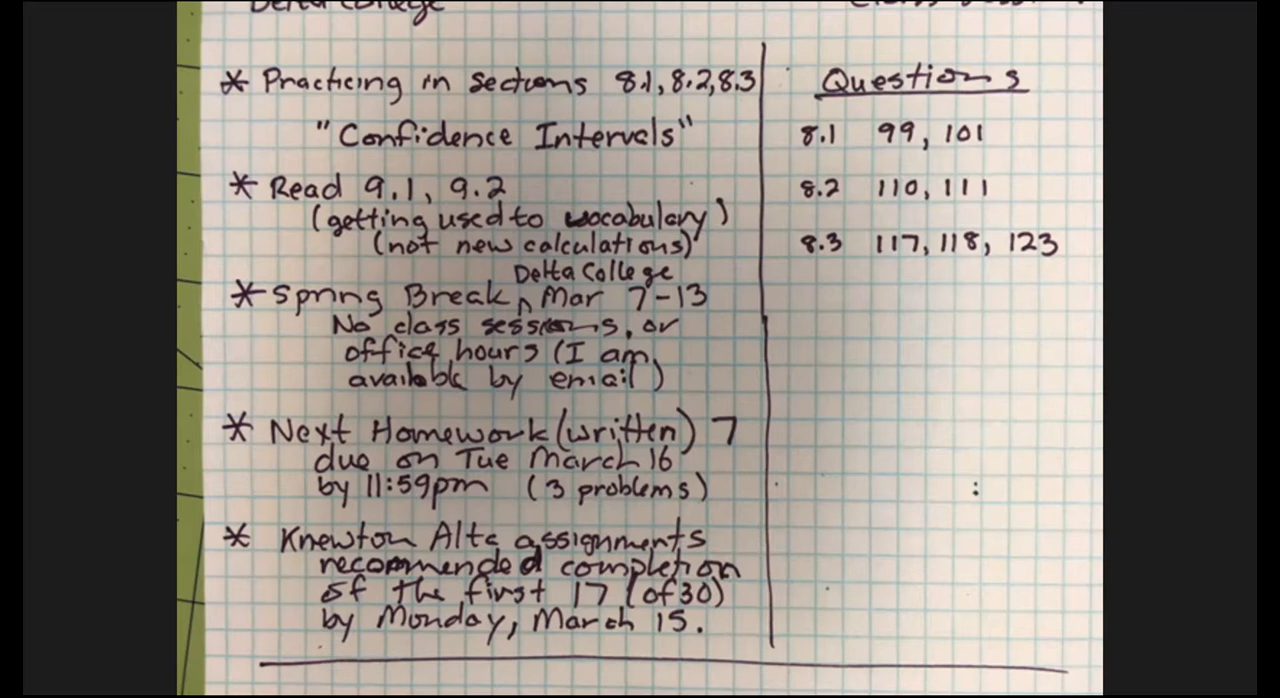 Delta College
* Practicing in Sections 8.1, 8.2, 8.3
"Confidence Intervals"
* Read 9.1, 9.2
(getting used to vocabulary)
(not new calculations)
Delta College
* Spring Break ^ Mar 7-13
No class sessions, or
office hours (I am
available by email)
* Next Homework (written) 7
due on Tue March 16
by 11:59pm (3 problems)
* Knewton Alta assignments
recommended completion
of the first 17 (of 30)
by Monday, March 15.
Questions
8.1 99, 101
8.2 110, 111
8.3 117, 118, 123